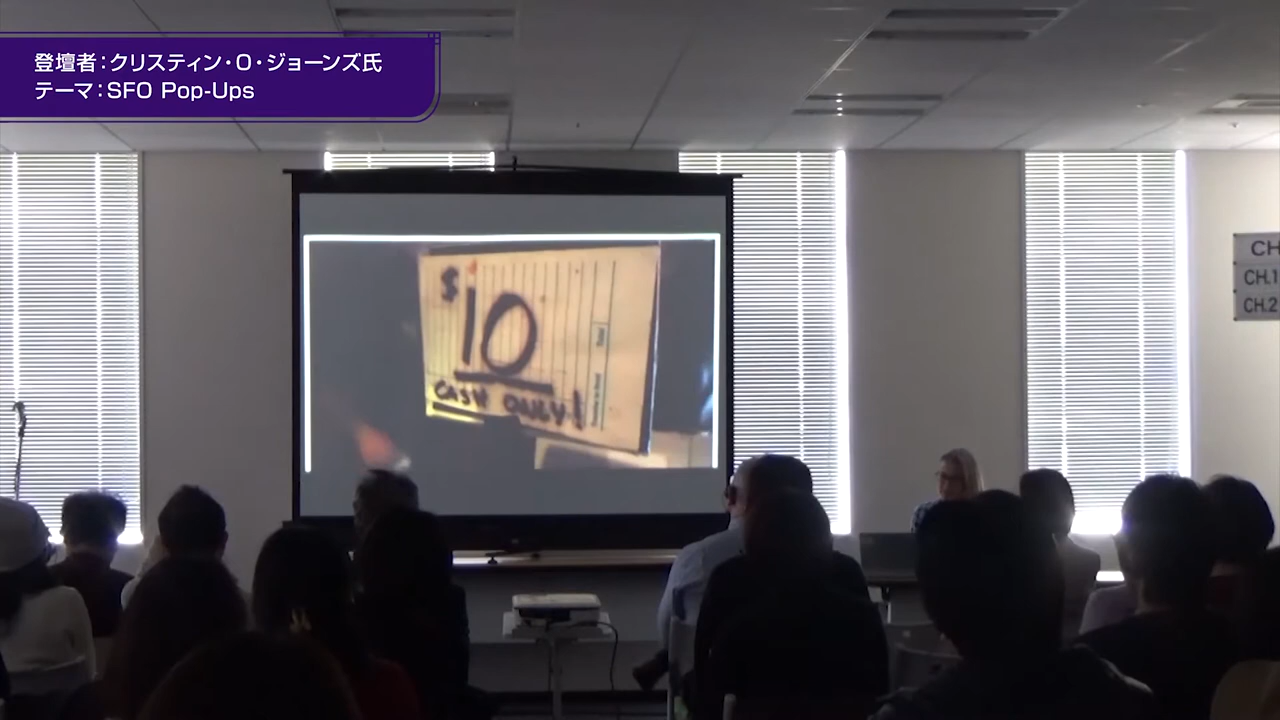 登壇者：クリスティン・O・ジョーンズ氏
テーマ：SFO Pop-Ups
$10
CASH ONLY!
CH
CH.1
CH.2